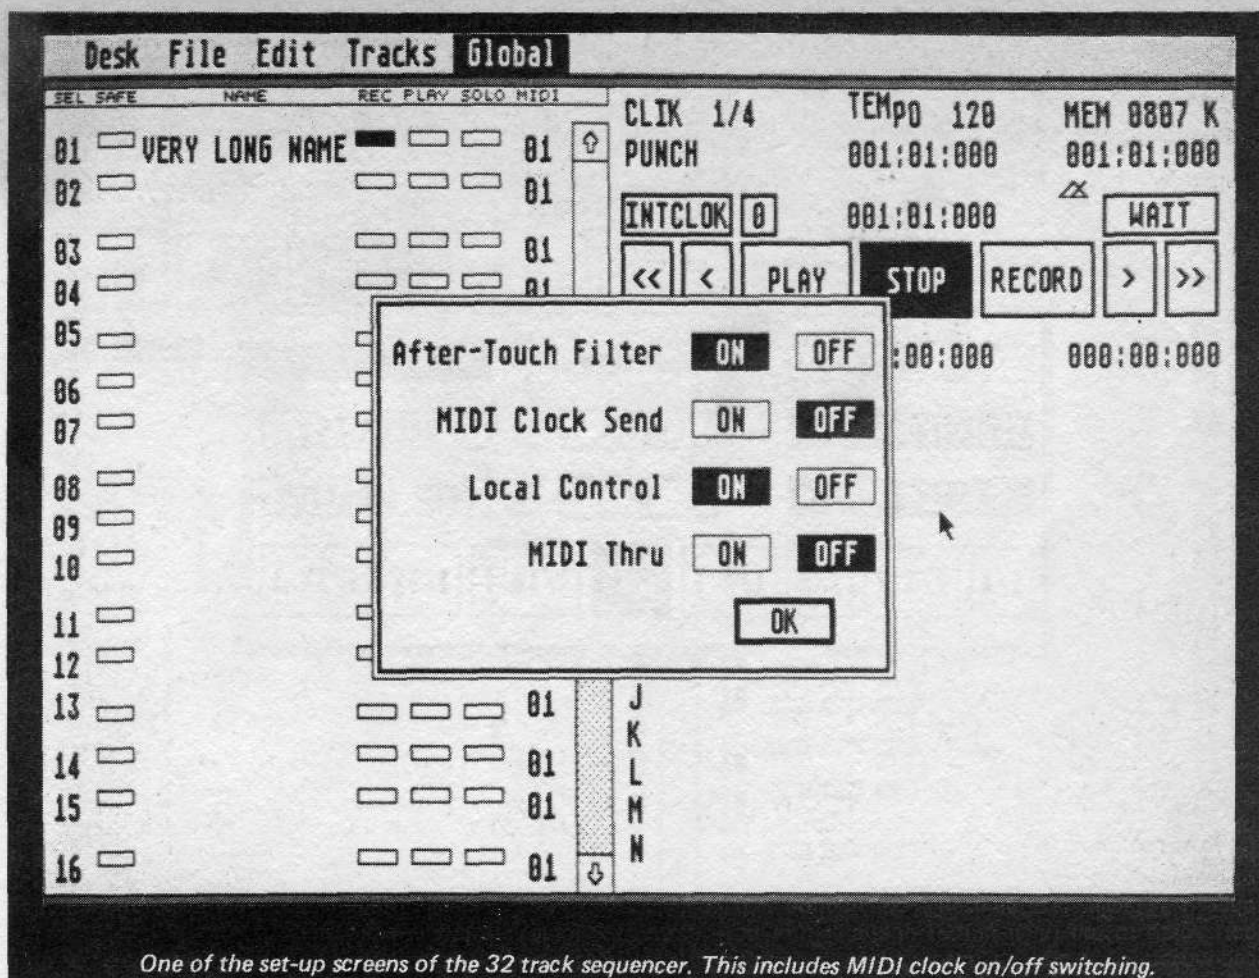 Desk File Edit Tracks Global
SEL SAFE NAME REC PLAY SOLO MIDI
01 VERY LONG NAME 01
02 01
03 01
04 01
05
06
07
08
09
10
11
12
13 01
14 01
15 01
16 01
CLIK 1/4 TEMPO 120 MEM 0807 K
PUNCH 001:01:000 001:01:000
INTCLOK 0 001:01:000 WAIT
<< < PLAY STOP RECORD > >>
:00:000 000:00:000
After-Touch Filter ON OFF
MIDI Clock Send ON OFF
Local Control ON OFF
MIDI Thru ON OFF
OK
J
K
L
M
N
One of the set-up screens of the 32 track sequencer. This includes MIDI clock on/off switching.